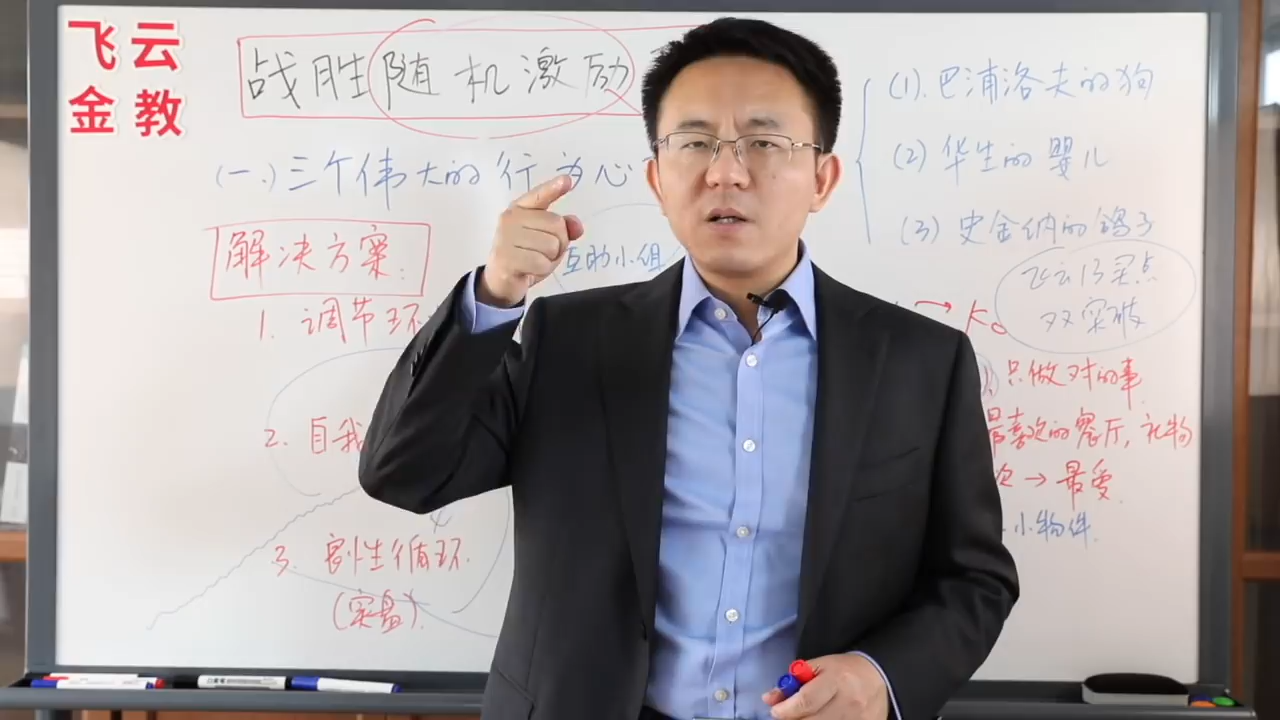 飞云
金教
战胜随机激励
(一.)三个伟大的行为心
(1).巴浦洛夫的狗
(2)华生的婴儿
(3)史金纳的鸽子
解决方案:
互助小组
1. 调节环
飞云15买点
双突破
只做对的事
2. 自我
最喜欢的餐厅,礼物
→最爱
小物件
3. 良性循环.
(实盘).